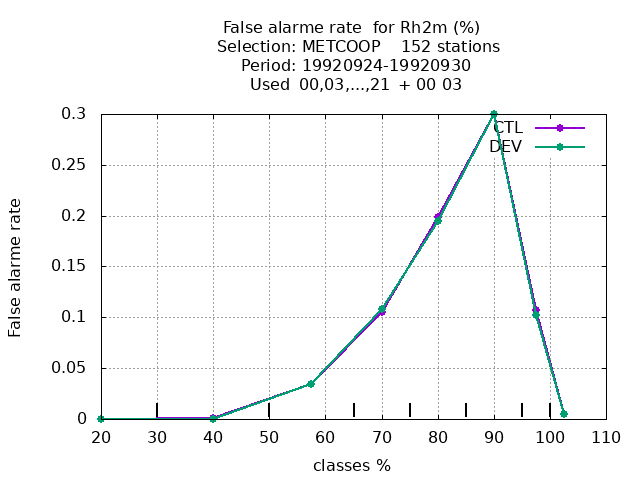 False alarme rate  for Rh2m (%)
Selection: METCOOP    152 stations
Period: 19920924-19920930
Used  00,03,...,21  + 00 03
0.3
CTL
DEV
0.25
0.2
0.15
0.1
0.05
0
False alarme rate
20 30 40 50 60 70 80 90 100 110
classes %